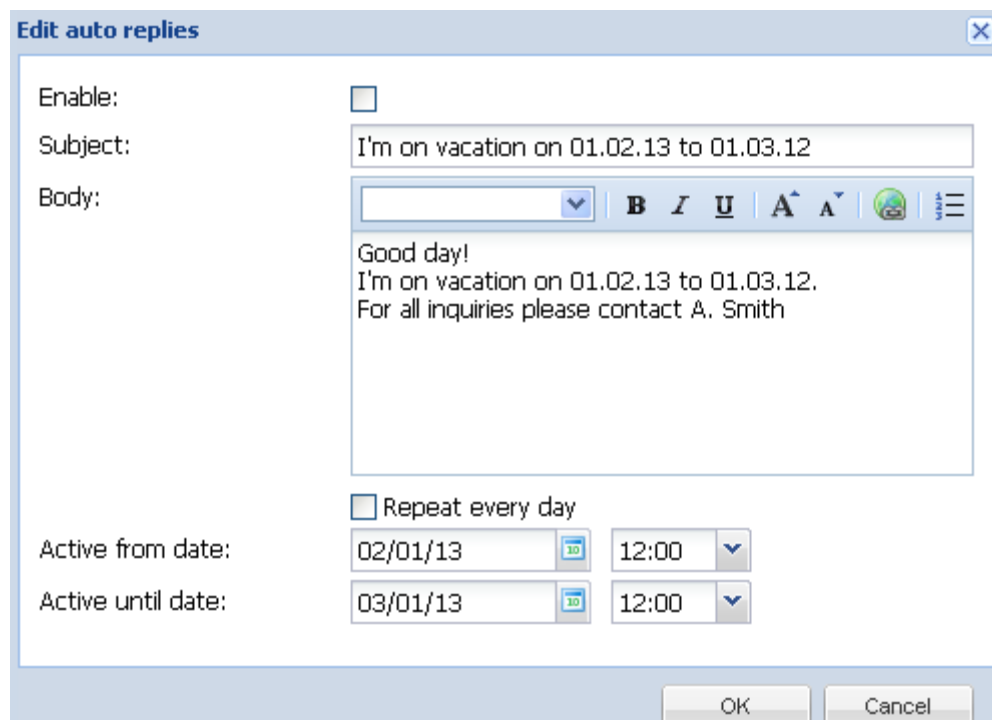 Edit auto replies
Enable:
Subject: I'm on vacation on 01.02.13 to 01.03.12
Body:
B I U A A
Good day!
I'm on vacation on 01.02.13 to 01.03.12.
For all inquiries please contact A. Smith
Repeat every day
Active from date: 02/01/13 10 12:00
Active until date: 03/01/13 10 12:00
OK Cancel